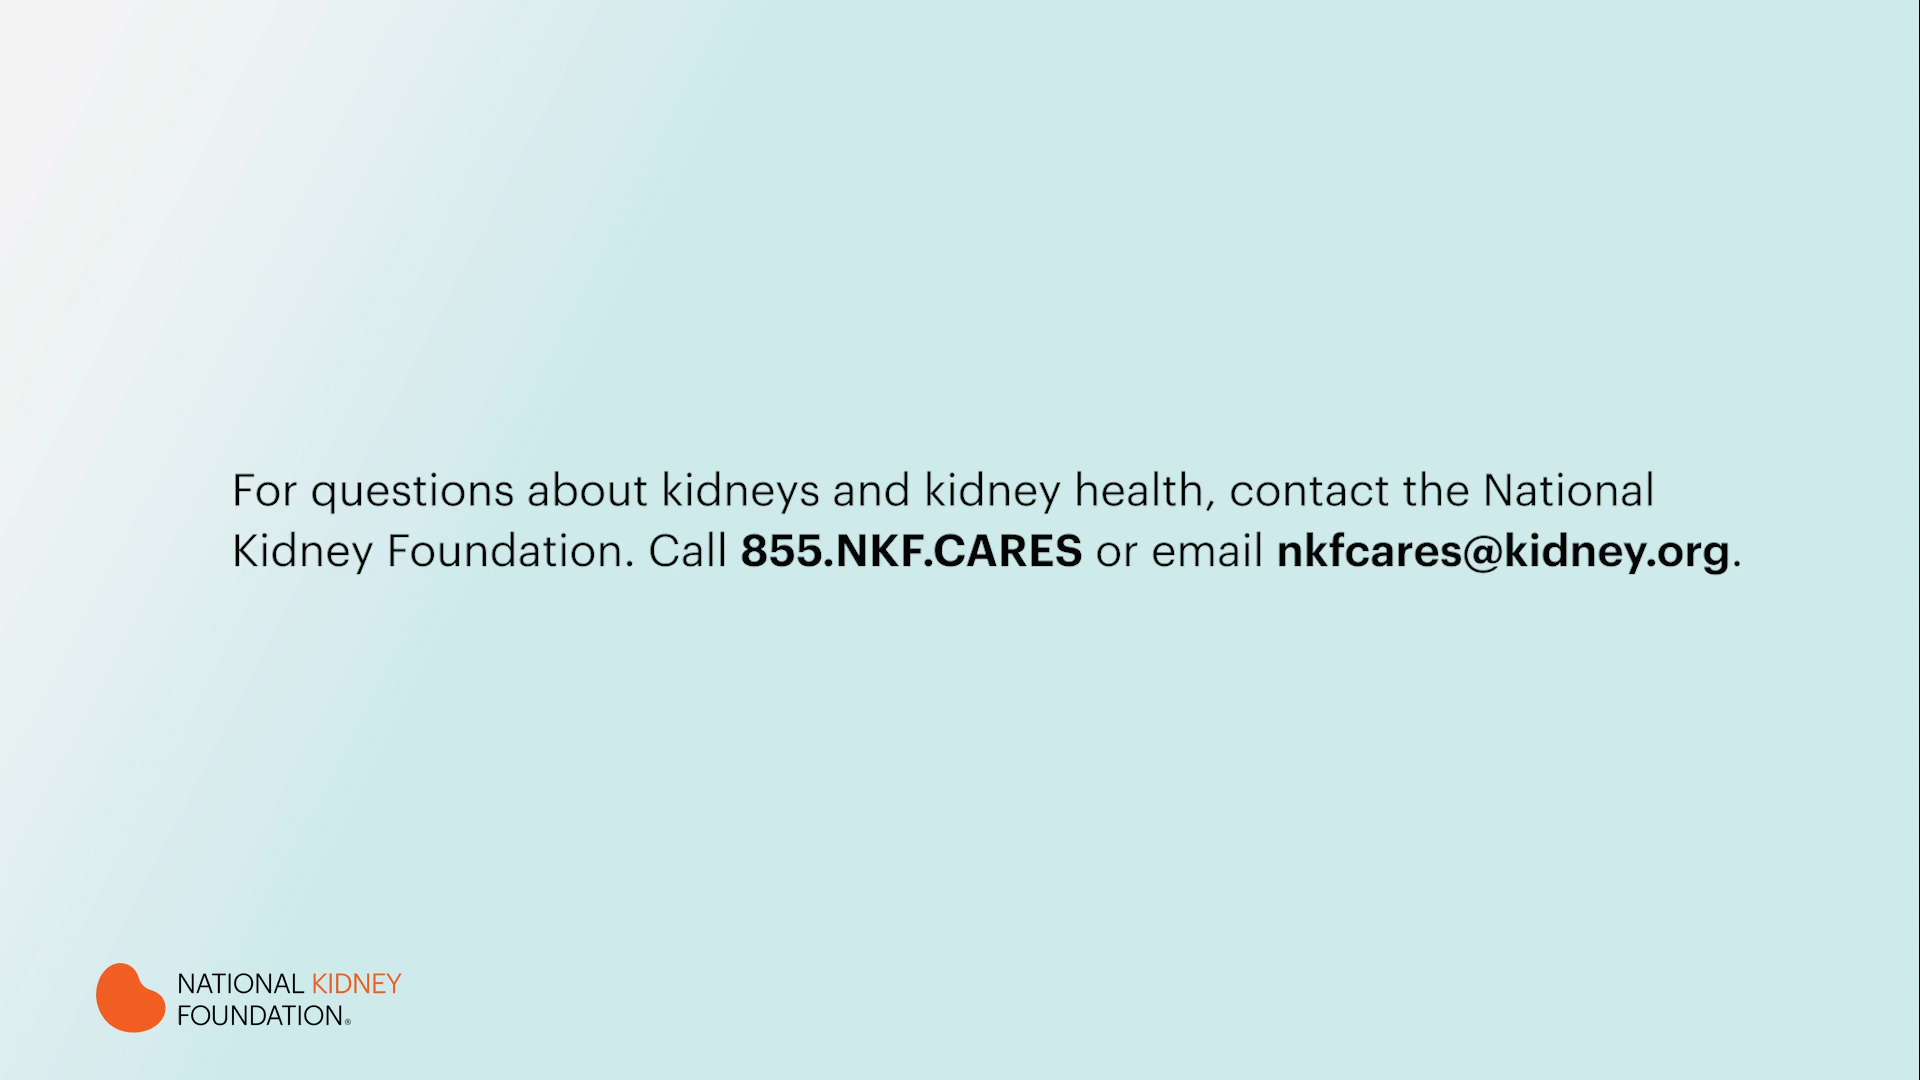 For questions about kidneys and kidney health, contact the National
Kidney Foundation. Call 855.NKF.CARES or email nkfcares@kidney.org.
NATIONAL KIDNEY
FOUNDATION®